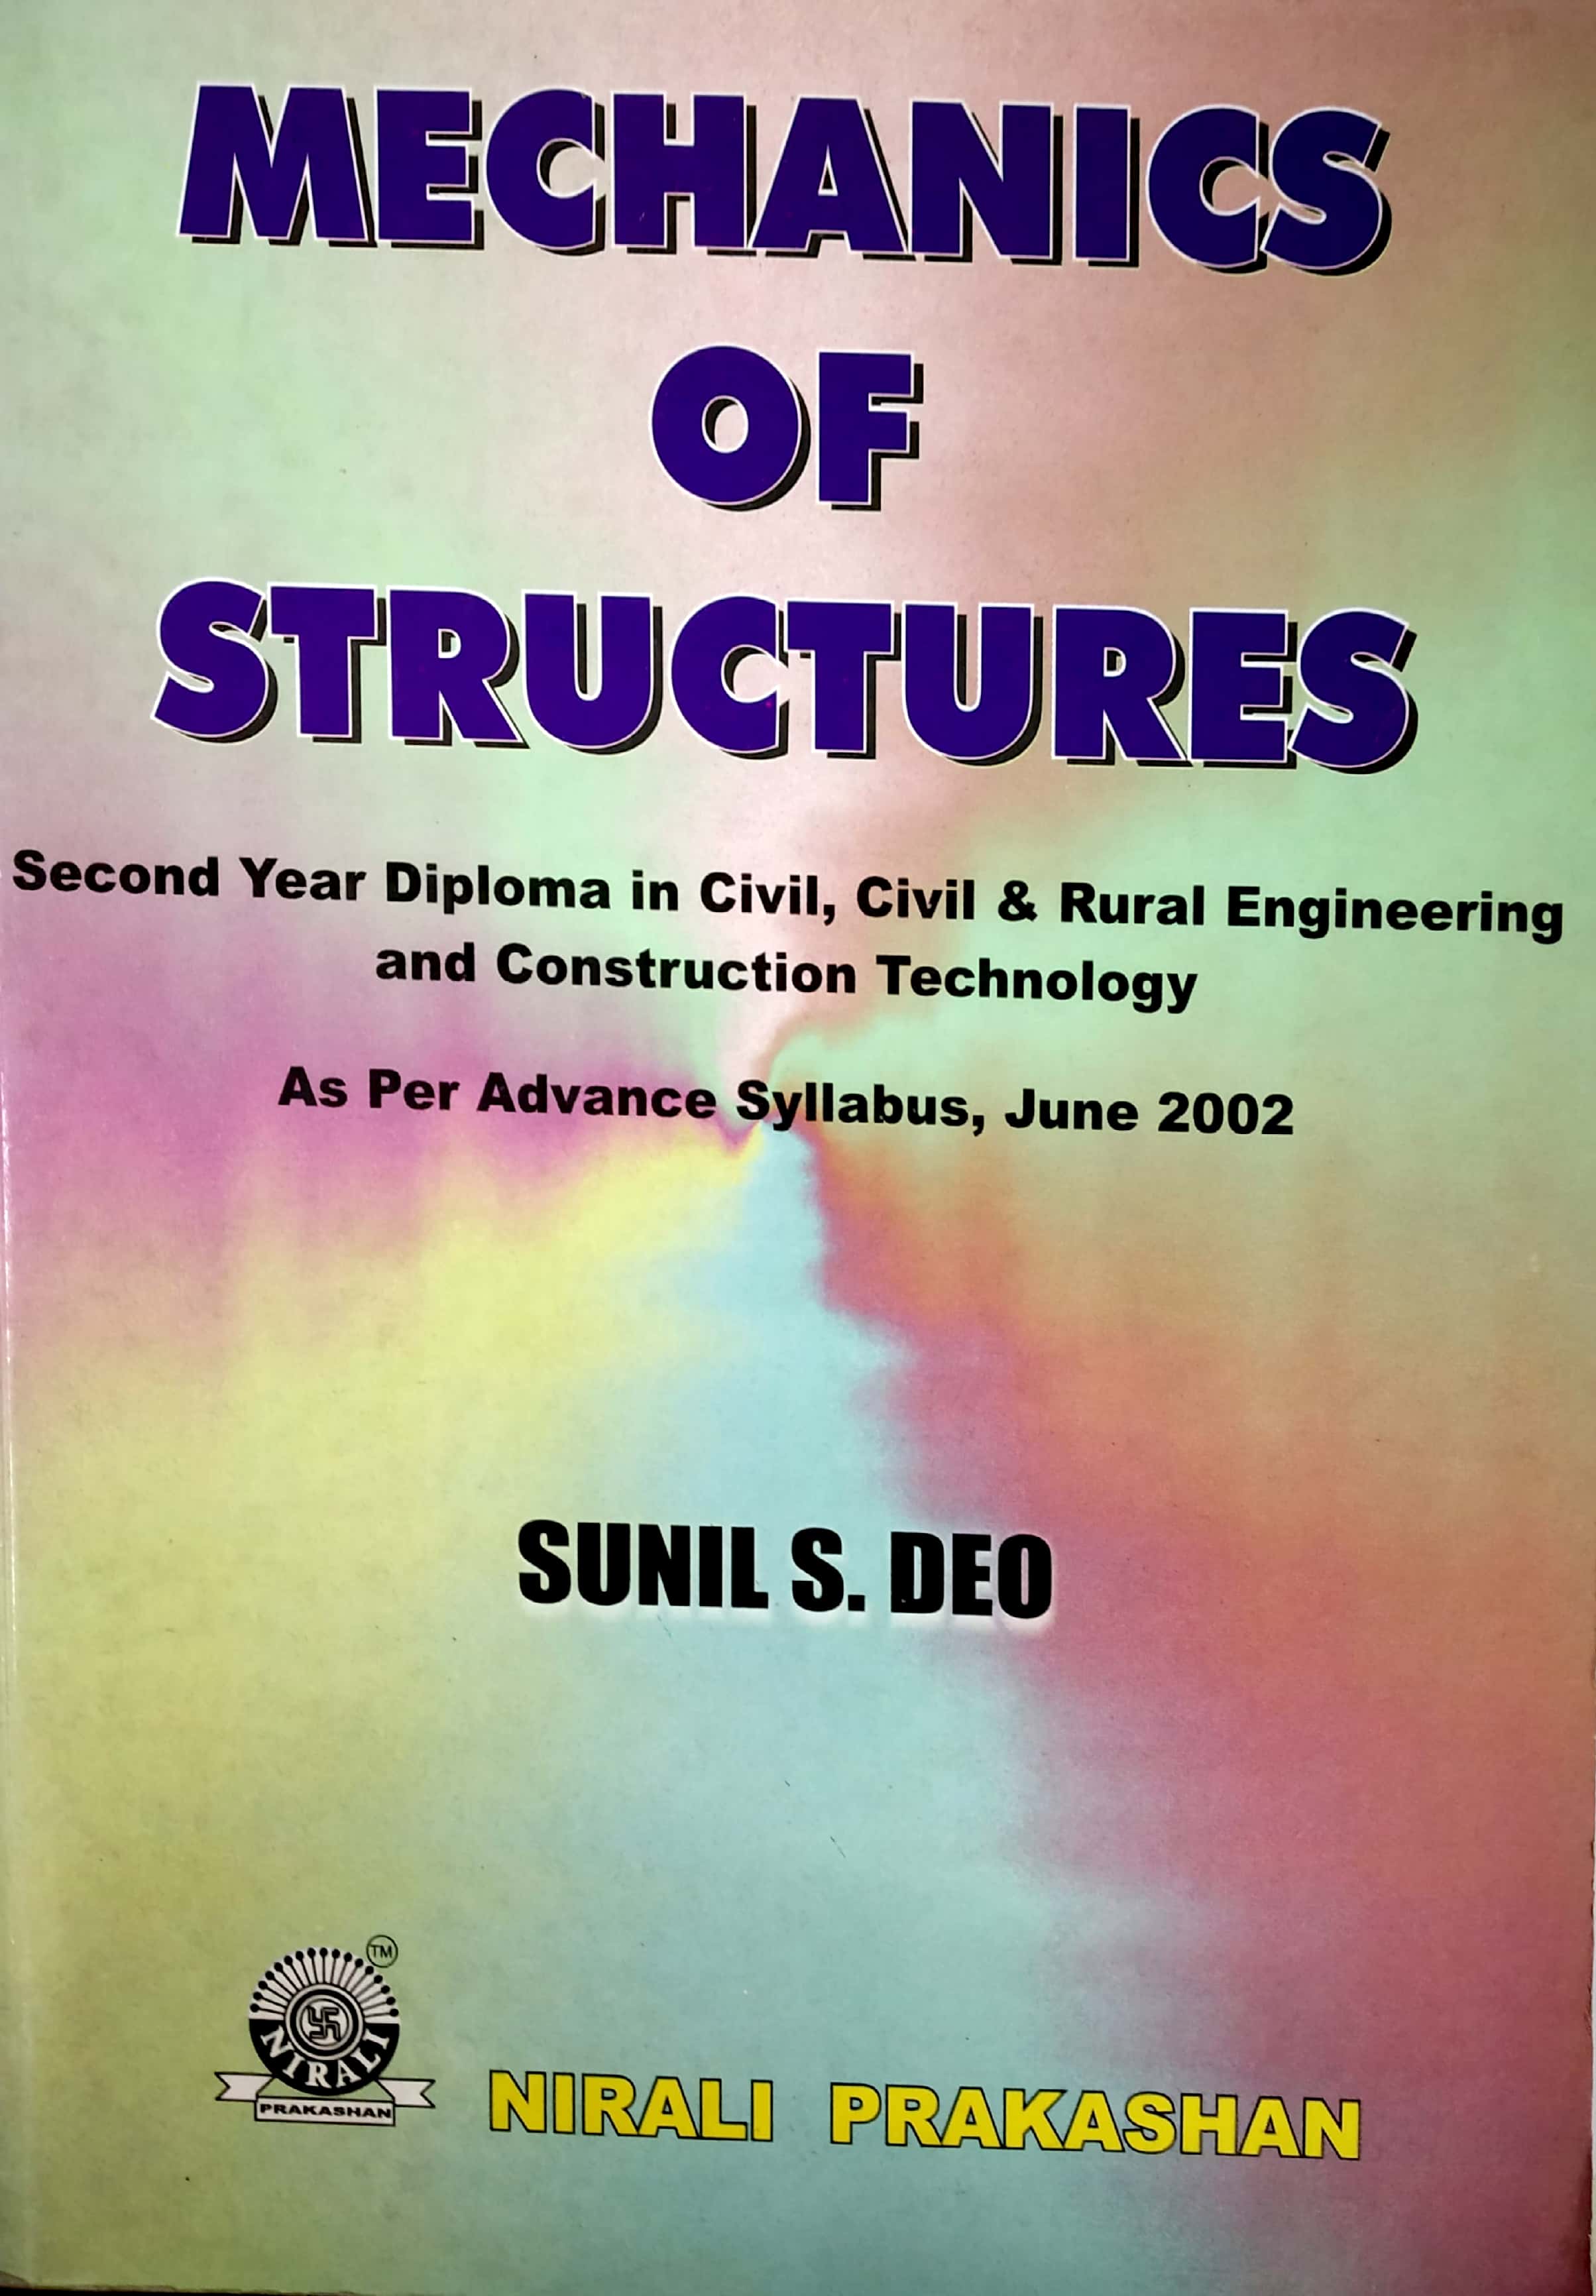 MECHANICS
OF
STRUCTURES
Second Year Diploma in Civil, Civil & Rural Engineering
and Construction Technology
As Per Advance Syllabus, June 2002
SUNIL S. DEO
TM
NIRALI
PRAKASHAN
NIRALI PRAKASHAN